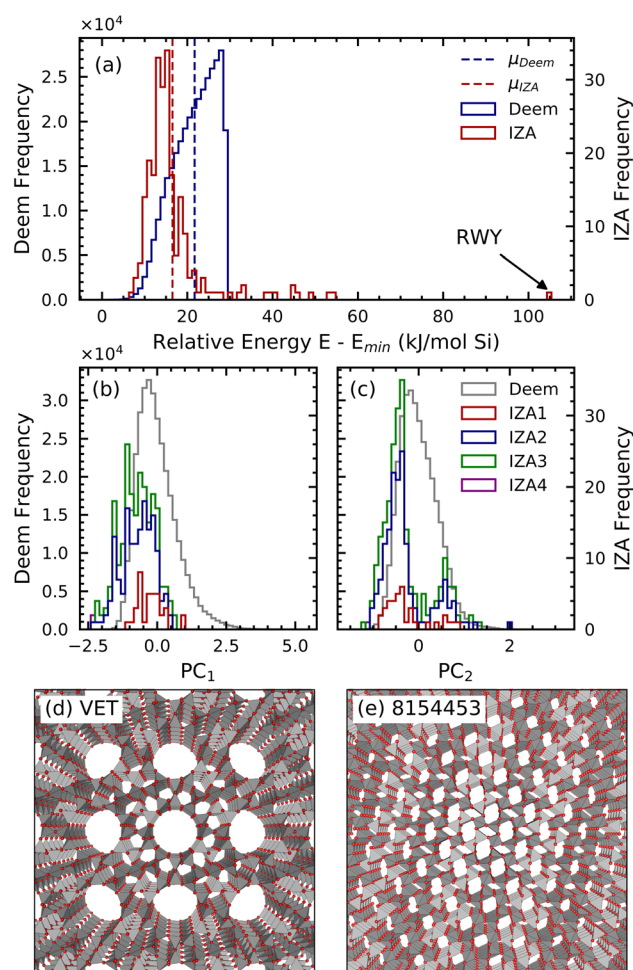 ×10⁴
(a)
μDeem
μIZA
Deem
IZA
RWY
Deem Frequency
2.5
2.0
1.5
1.0
0.5
0.0
IZA Frequency
30
20
10
0
0 20 40 60 80 100
Relative Energy E - Emin (kJ/mol Si)
×10⁴
(b)
(c)
Deem
IZA1
IZA2
IZA3
IZA4
Deem Frequency
3.0
2.5
2.0
1.5
1.0
0.5
0.0
IZA Frequency
30
20
10
0
−2.5 0.0 2.5 5.0
0 2
PC₁
PC₂
(d) VET
(e) 8154453